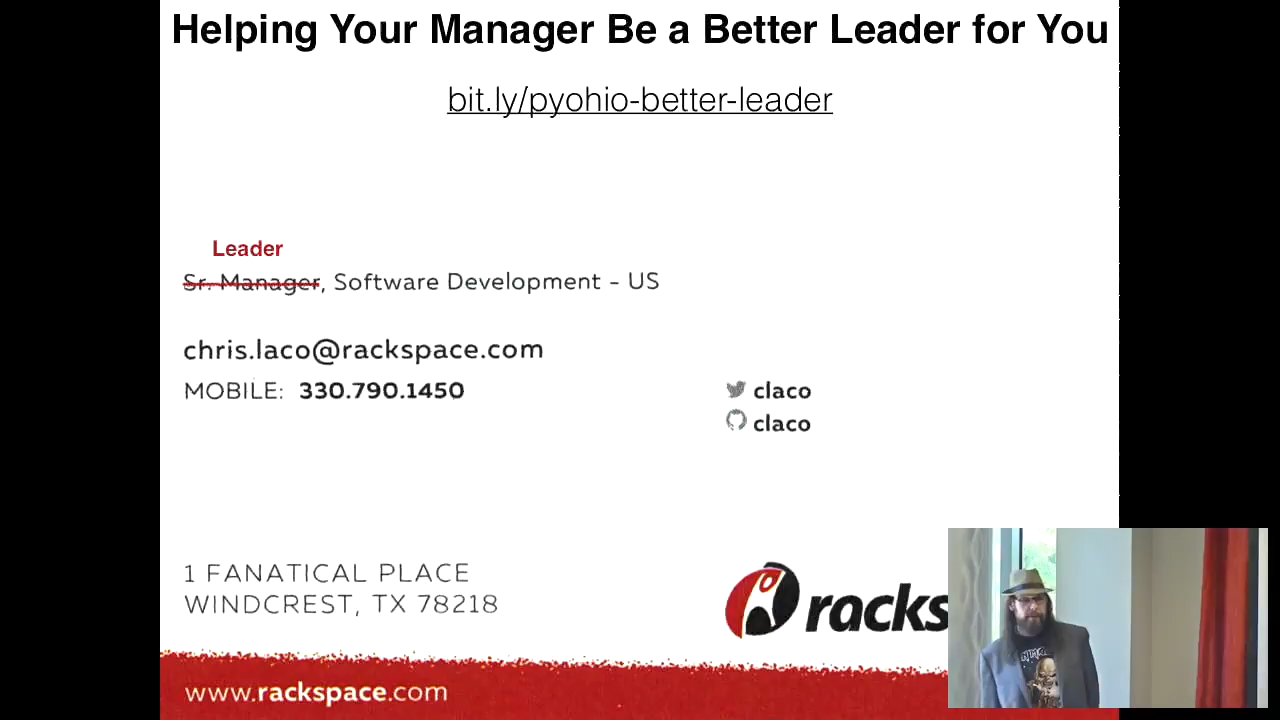 Helping Your Manager Be a Better Leader for You
bit.ly/pyohio-better-leader
Leader
Sr. Manager, Software Development - US
chris.laco@rackspace.com
MOBILE: 330.790.1450
claco
claco
1 FANATICAL PLACE
WINDCREST, TX 78218
racks
www.rackspace.com